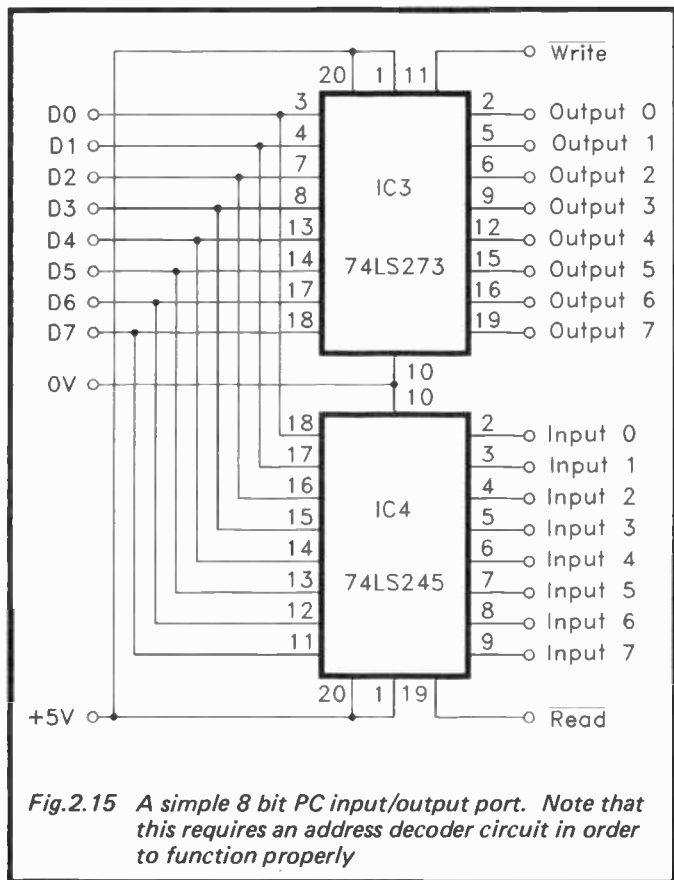 20 1 11 Write
D0 3 2 Output 0
D1 4 5 Output 1
D2 7 6 Output 2
D3 8 IC3 9 Output 3
D4 13 12 Output 4
D5 14 74LS273 15 Output 5
D6 17 16 Output 6
D7 18 19 Output 7
0V 10
10
18 2 Input 0
17 3 Input 1
16 4 Input 2
15 IC4 5 Input 3
14 6 Input 4
13 74LS245 7 Input 5
12 8 Input 6
11 9 Input 7
20 1 19
+5V Read
Fig.2.15 A simple 8 bit PC input/output port. Note that
this requires an address decoder circuit in order
to function properly